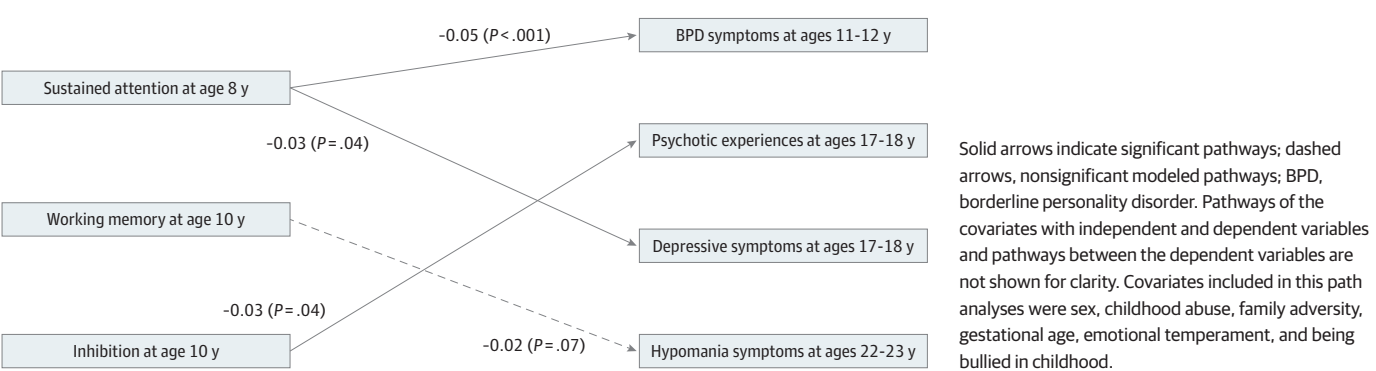 -0.05 (P<.001)
BPD symptoms at ages 11-12 y
Sustained attention at age 8 y
-0.03 (P=.04)
Psychotic experiences at ages 17-18 y
Working memory at age 10 y
Depressive symptoms at ages 17-18 y
-0.03 (P=.04)
Inhibition at age 10 y
-0.02 (P=.07)
Hypomania symptoms at ages 22-23 y
Solid arrows indicate significant pathways; dashed
arrows, nonsignificant modeled pathways; BPD,
borderline personality disorder. Pathways of the
covariates with independent and dependent variables
and pathways between the dependent variables are
not shown for clarity. Covariates included in this path
analyses were sex, childhood abuse, family adversity,
gestational age, emotional temperament, and being
bullied in childhood.